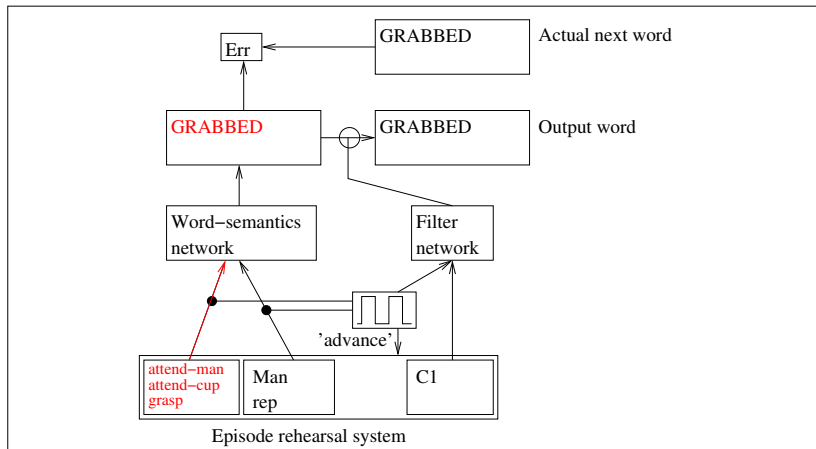 GRABBED
Actual next word
Err
GRABBED
GRABBED
Output word
Word−semantics
network
Filter
network
'advance'
attend−man
attend−cup
grasp
Man
rep
C1
Episode rehearsal system